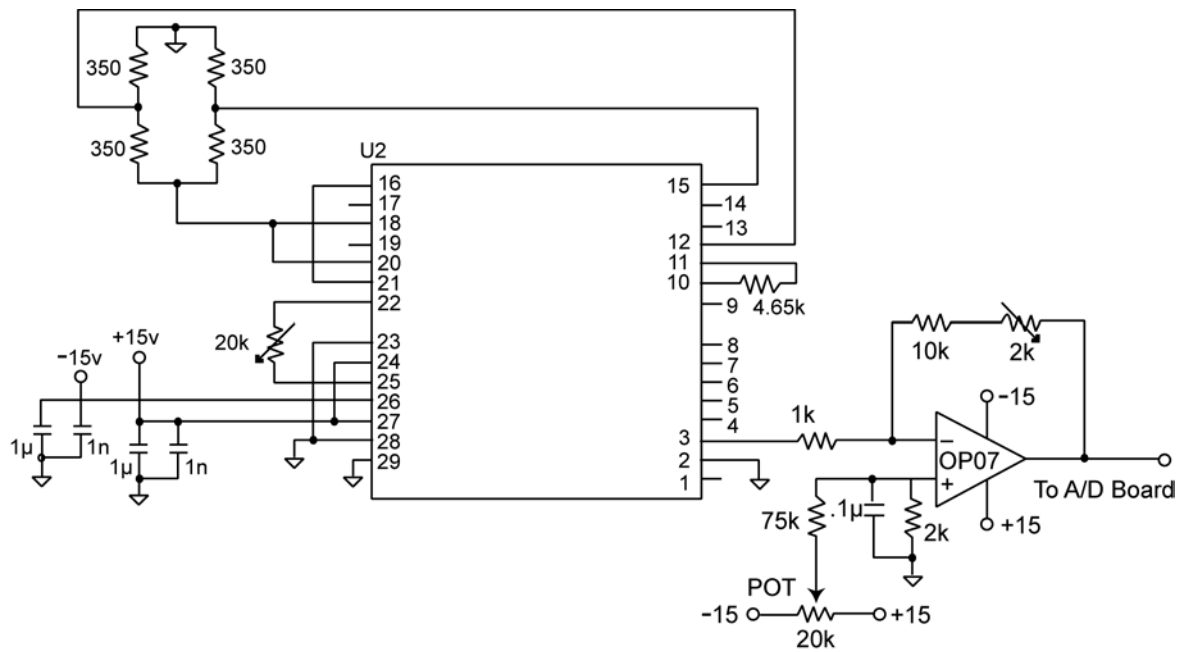 350
350
350
350
U2
16
17
18
19
20
21
22
23
24
25
26
27
28
29
15
14
13
12
11
10
9
8
7
6
5
4
3
2
1
4.65k
20k
+15v
−15v
1µ
1n
1µ
1n
10k
2k
1k
−15
−
OP07
+
+15
To A/D Board
75k
.1µ
2k
POT
−15
+15
20k